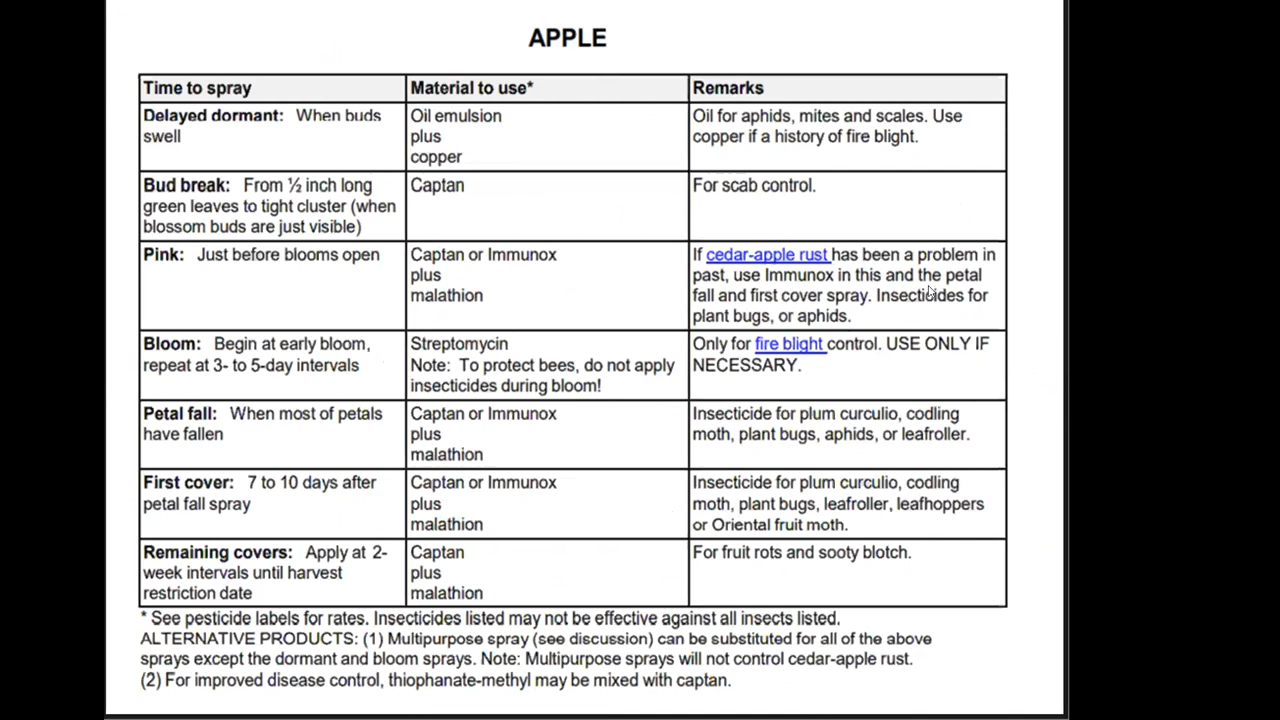 APPLE
Time to spray Material to use* Remarks
Delayed dormant: When buds swell
Oil emulsion
plus
copper
Oil for aphids, mites and scales. Use
copper if a history of fire blight.
Bud break: From ½ inch long
green leaves to tight cluster (when
blossom buds are just visible)
Captan
For scab control.
Pink: Just before blooms open
Captan or Immunox
plus
malathion
If cedar-apple rust has been a problem in
past, use Immunox in this and the petal
fall and first cover spray. Insecticides for
plant bugs, or aphids.
Bloom: Begin at early bloom,
repeat at 3- to 5-day intervals
Streptomycin
Note: To protect bees, do not apply
insecticides during bloom!
Only for fire blight control. USE ONLY IF
NECESSARY.
Petal fall: When most of petals
have fallen
Captan or Immunox
plus
malathion
Insecticide for plum curculio, codling
moth, plant bugs, aphids, or leafroller.
First cover: 7 to 10 days after
petal fall spray
Captan or Immunox
plus
malathion
Insecticide for plum curculio, codling
moth, plant bugs, leafroller, leafhoppers
or Oriental fruit moth.
Remaining covers: Apply at 2-
week intervals until harvest
restriction date
Captan
plus
malathion
For fruit rots and sooty blotch.
* See pesticide labels for rates. Insecticides listed may not be effective against all insects listed.
ALTERNATIVE PRODUCTS: (1) Multipurpose spray (see discussion) can be substituted for all of the above
sprays except the dormant and bloom sprays. Note: Multipurpose sprays will not control cedar-apple rust.
(2) For improved disease control, thiophanate-methyl may be mixed with captan.